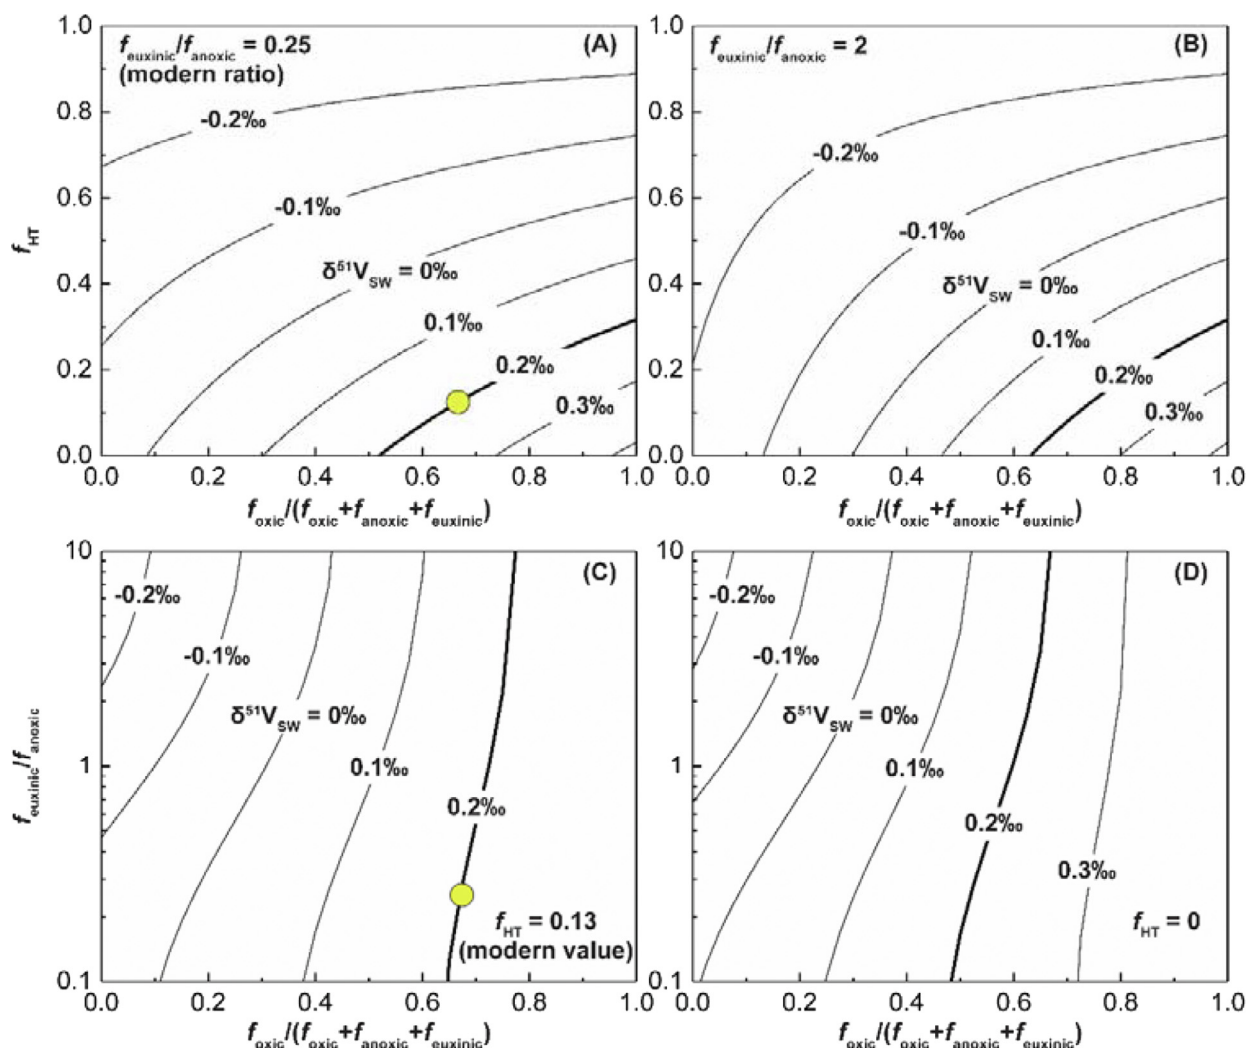 1.0
f_euxinic/f_anoxic = 0.25
(modern ratio)
(A)
0.8
-0.2‰
0.6
-0.1‰
f_HT
δ⁵¹V_SW = 0‰
0.4
0.1‰
0.2
0.2‰
0.3‰
0.0
0.0 0.2 0.4 0.6 0.8 1.0
f_oxic/(f_oxic+f_anoxic+f_euxinic)
1.0
f_euxinic/f_anoxic = 2
(B)
0.8
-0.2‰
0.6
-0.1‰
δ⁵¹V_SW = 0‰
0.4
0.1‰
0.2
0.2‰
0.3‰
0.0
0.0 0.2 0.4 0.6 0.8 1.0
f_oxic/(f_oxic+f_anoxic+f_euxinic)
10
(C)
-0.2‰
-0.1‰
δ⁵¹V_SW = 0‰
f_euxinic/f_anoxic
1
0.1‰
0.2‰
f_HT = 0.13
(modern value)
0.1
0.0 0.2 0.4 0.6 0.8 1.0
f_oxic/(f_oxic+f_anoxic+f_euxinic)
10
(D)
-0.2‰
-0.1‰
δ⁵¹V_SW = 0‰
1
0.1‰
0.2‰
0.3‰
f_HT = 0
0.1
0.0 0.2 0.4 0.6 0.8 1.0
f_oxic/(f_oxic+f_anoxic+f_euxinic)